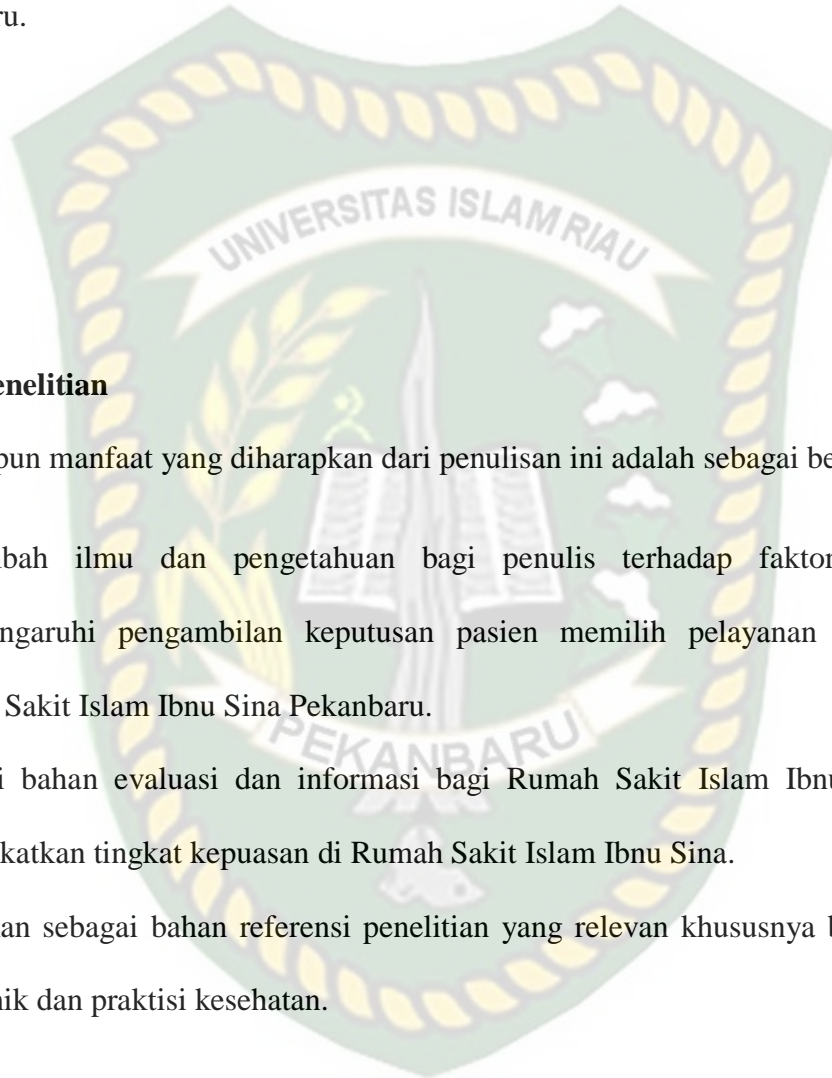 ru.
UNIVERSITAS ISLAM RIAU
enelitian
pun manfaat yang diharapkan dari penulisan ini adalah sebagai be
bah ilmu dan pengetahuan bagi penulis terhadap faktor
ngaruhi pengambilan keputusan pasien memilih pelayanan
Sakit Islam Ibnu Sina Pekanbaru.
PEKANBARU
i bahan evaluasi dan informasi bagi Rumah Sakit Islam Ibnu
katkan tingkat kepuasan di Rumah Sakit Islam Ibnu Sina.
an sebagai bahan referensi penelitian yang relevan khususnya b
nik dan praktisi kesehatan.